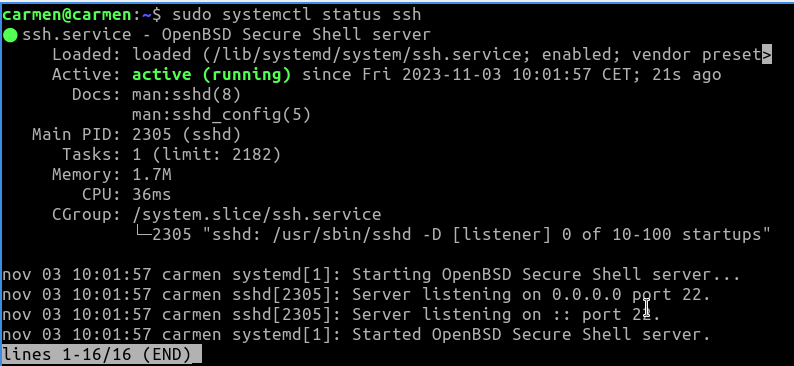 carmen@carmen:~$ sudo systemctl status ssh
● ssh.service - OpenBSD Secure Shell server
     Loaded: loaded (/lib/systemd/system/ssh.service; enabled; vendor preset>
     Active: active (running) since Fri 2023-11-03 10:01:57 CET; 21s ago
       Docs: man:sshd(8)
             man:sshd_config(5)
   Main PID: 2305 (sshd)
      Tasks: 1 (limit: 2182)
     Memory: 1.7M
        CPU: 36ms
     CGroup: /system.slice/ssh.service
             └─2305 "sshd: /usr/sbin/sshd -D [listener] 0 of 10-100 startups"
nov 03 10:01:57 carmen systemd[1]: Starting OpenBSD Secure Shell server...
nov 03 10:01:57 carmen sshd[2305]: Server listening on 0.0.0.0 port 22.
nov 03 10:01:57 carmen sshd[2305]: Server listening on :: port 22.
nov 03 10:01:57 carmen systemd[1]: Started OpenBSD Secure Shell server.
lines 1-16/16 (END)